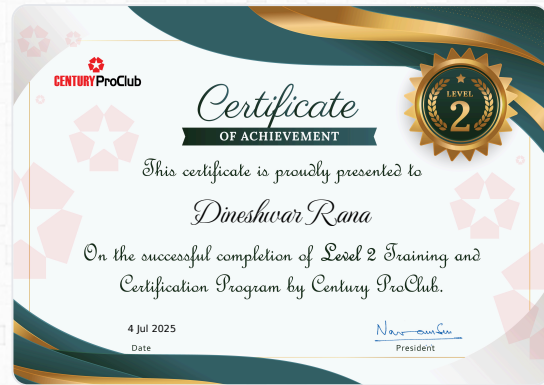 CENTURY ProClub
Certificate
OF ACHIEVEMENT
LEVEL
2
This certificate is proudly presented to
Dineshwar Rana
On the successful completion of Level 2 Training and
Certification Program by Century ProClub.
4 Jul 2025
Date
President